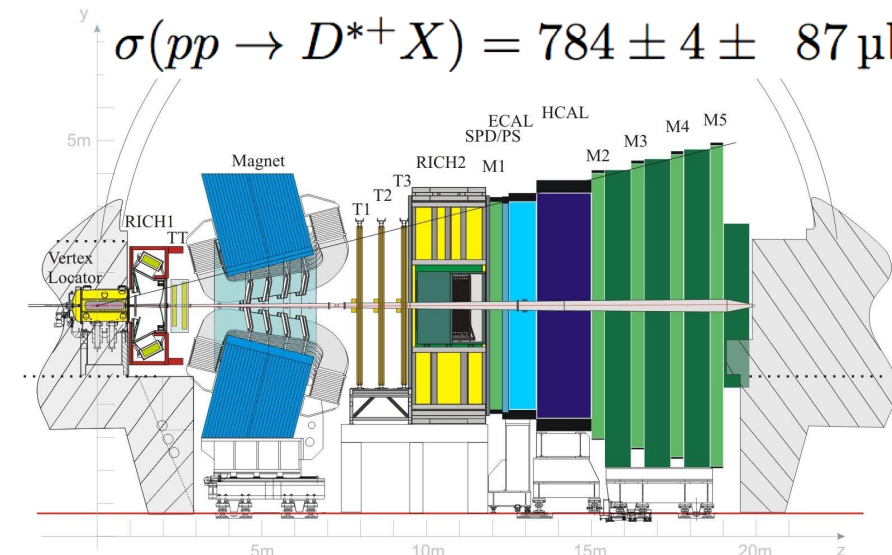 y
σ(pp → D*+ X) = 784 ± 4 ± 87 µb
5m
Magnet
RICH1
TT
Vertex
Locator
T1
T2
T3
RICH2
M1
SPD/PS
ECAL
HCAL
M2
M3
M4
M5
5m
10m
15m
20m
z